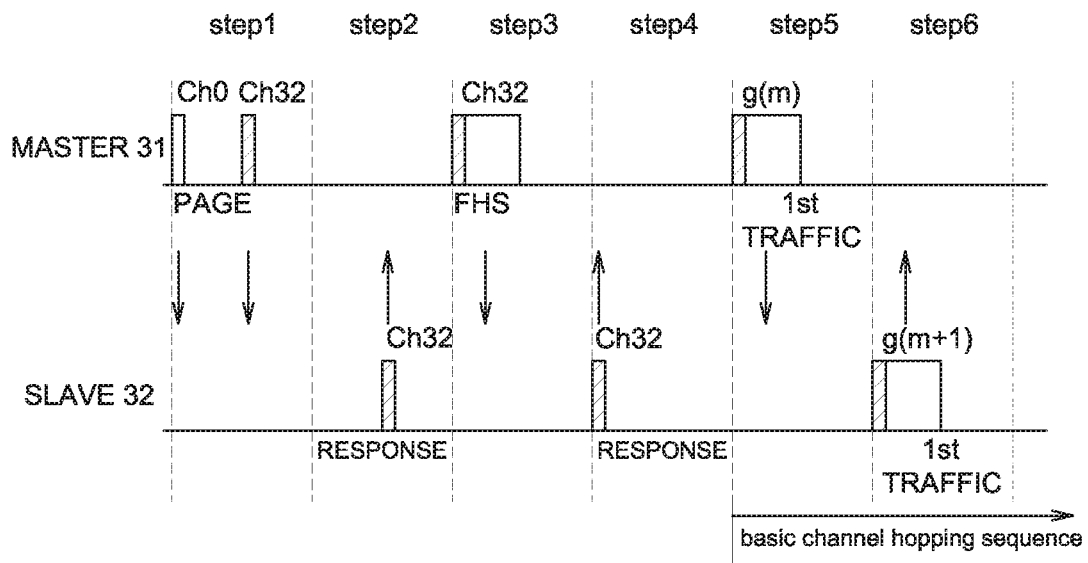 step1 step2 step3 step4 step5 step6
Ch0 Ch32 Ch32 g(m)
MASTER 31
PAGE FHS 1st
TRAFFIC
Ch32 Ch32 g(m+1)
SLAVE 32
RESPONSE RESPONSE 1st
TRAFFIC
basic channel hopping sequence